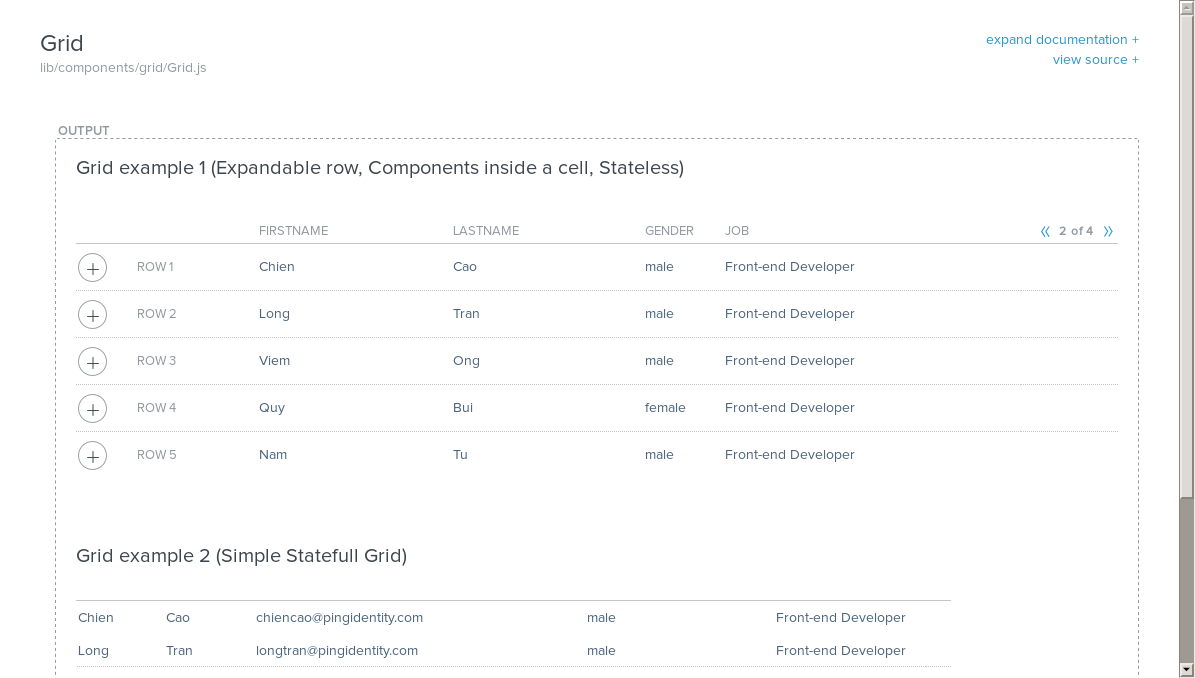 Grid
lib/components/grid/Grid.js
expand documentation +
view source +
OUTPUT
Grid example 1 (Expandable row, Components inside a cell, Stateless)
FIRSTNAME LASTNAME GENDER JOB 2 of 4
ROW 1 Chien Cao male Front-end Developer
ROW 2 Long Tran male Front-end Developer
ROW 3 Viem Ong male Front-end Developer
ROW 4 Quy Bui female Front-end Developer
ROW 5 Nam Tu male Front-end Developer
Grid example 2 (Simple Statefull Grid)
Chien Cao chiencao@pingidentity.com male Front-end Developer
Long Tran longtran@pingidentity.com male Front-end Developer